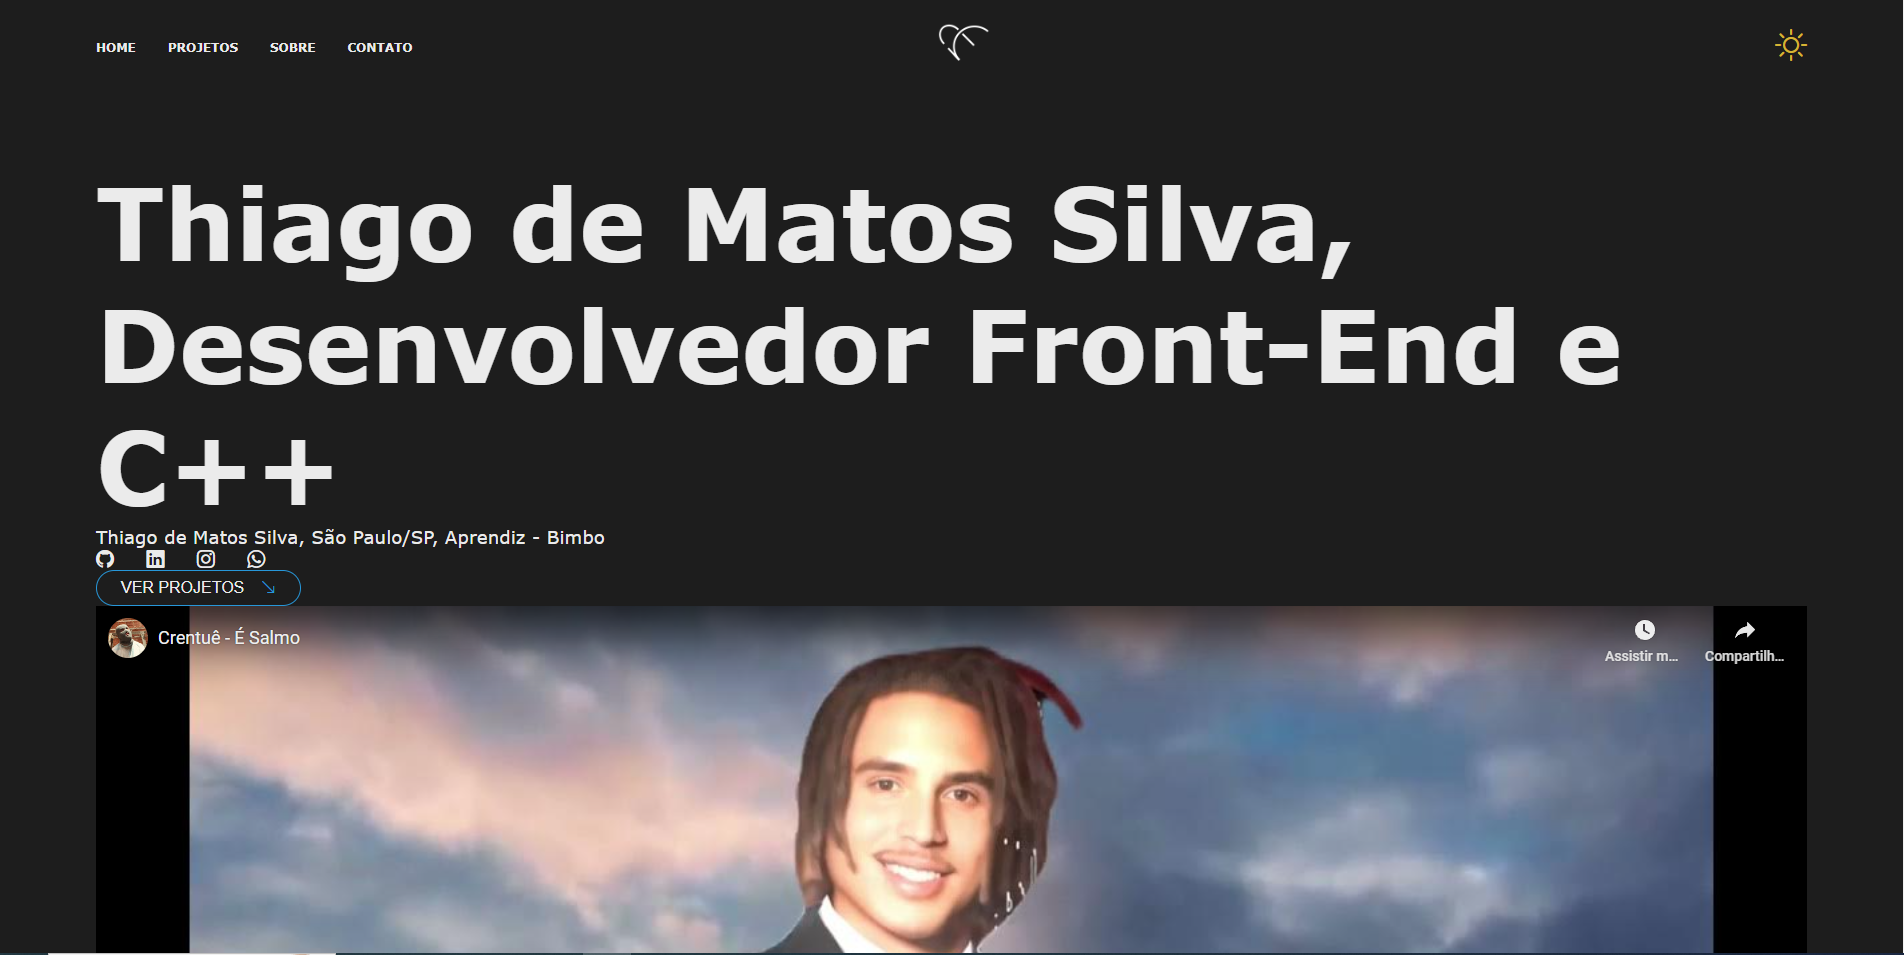 HOME PROJETOS SOBRE CONTATO
Thiago de Matos Silva,
Desenvolvedor Front-End e
C++
Thiago de Matos Silva, São Paulo/SP, Aprendiz - Bimbo
VER PROJETOS
Crentuê - É Salmo
Assistir m... Compartilh...